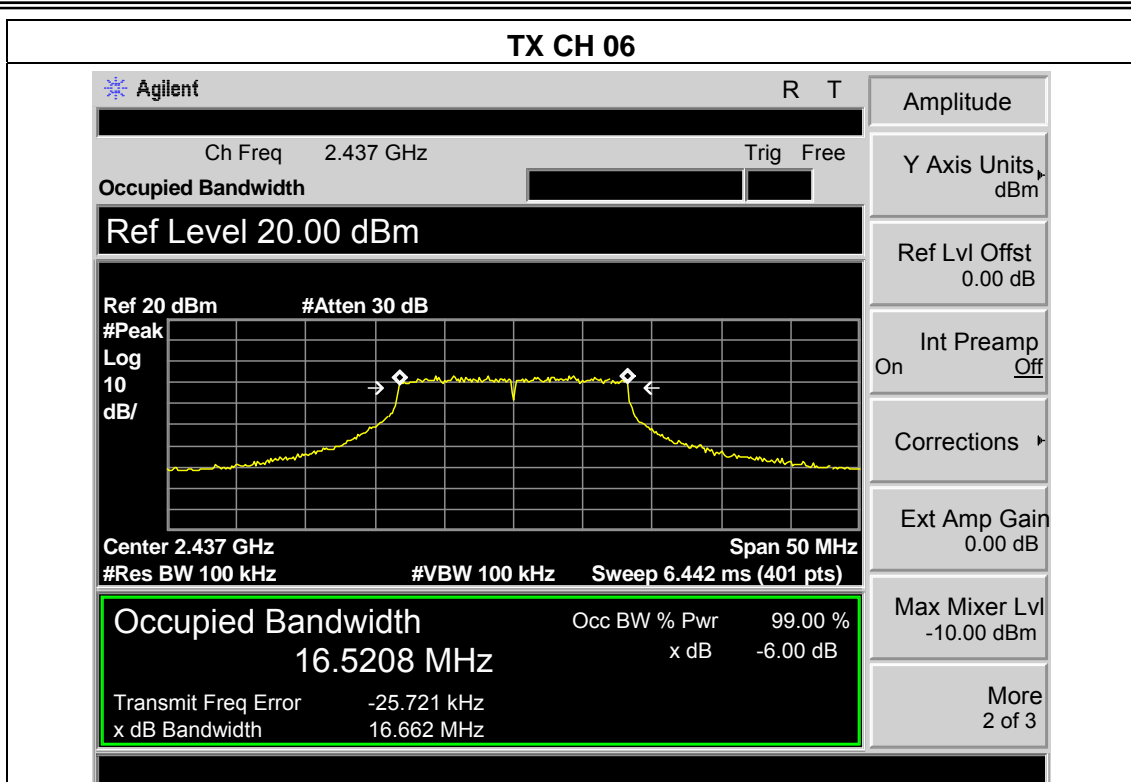 TX CH 06
Agilent R T
Ch Freq 2.437 GHz Trig Free
Occupied Bandwidth
Ref Level 20.00 dBm
Ref 20 dBm #Atten 30 dB
#Peak
Log
10
dB/
Center 2.437 GHz Span 50 MHz
#Res BW 100 kHz #VBW 100 kHz Sweep 6.442 ms (401 pts)
Occupied Bandwidth Occ BW % Pwr 99.00 %
16.5208 MHz x dB -6.00 dB
Transmit Freq Error -25.721 kHz
x dB Bandwidth 16.662 MHz
Amplitude
Y Axis Units
dBm
Ref Lvl Offst
0.00 dB
Int Preamp
On Off
Corrections
Ext Amp Gain
0.00 dB
Max Mixer Lvl
-10.00 dBm
More
2 of 3